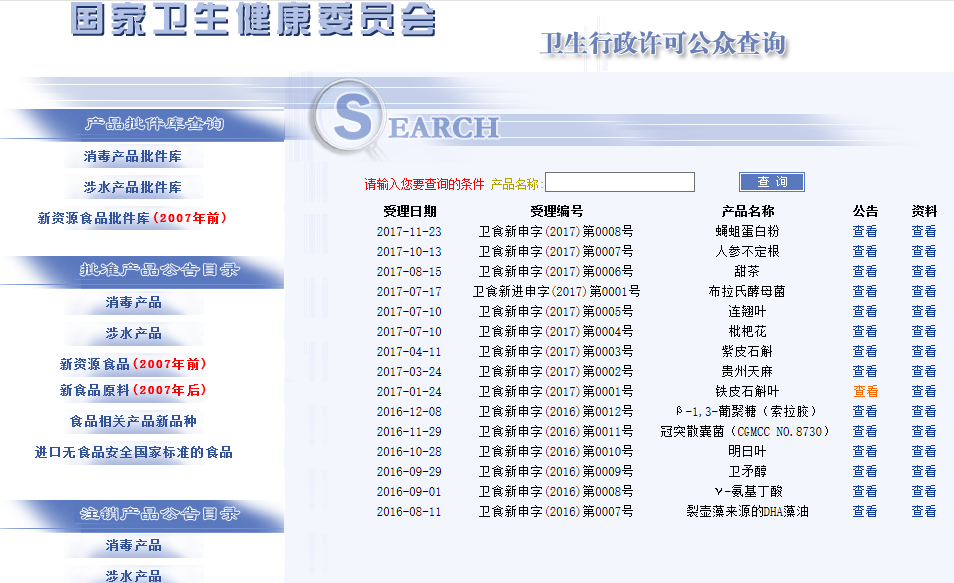 国家卫生健康委员会
卫生行政许可公众查询
SEARCH
产品批件库查询
消毒产品批件库
涉水产品批件库
新资源食品批件库(2007年前)
批准产品公告目录
消毒产品
涉水产品
新资源食品(2007年前)
新食品原料(2007年后)
食品相关产品新品种
进口无食品安全国家标准的食品
注销产品公告目录
消毒产品
涉水产品
请输入您要查询的条件 产品名称: 查 询
受理日期 受理编号 产品名称 公告 资料
2017-11-23 卫食新申字(2017)第0008号 蝇蛆蛋白粉 查看 查看
2017-10-13 卫食新申字(2017)第0007号 人参不定根 查看 查看
2017-08-15 卫食新申字(2017)第0006号 甜茶 查看 查看
2017-07-17 卫食新进申字(2017)第0001号 布拉氏酵母菌 查看 查看
2017-07-10 卫食新申字(2017)第0005号 连翘叶 查看 查看
2017-07-10 卫食新申字(2017)第0004号 枇杷花 查看 查看
2017-04-11 卫食新申字(2017)第0003号 紫皮石斛 查看 查看
2017-03-24 卫食新申字(2017)第0002号 贵州天麻 查看 查看
2017-01-24 卫食新申字(2017)第0001号 铁皮石斛叶 查看 查看
2016-12-08 卫食新申字(2016)第0012号 β-1,3-葡聚糖（索拉胶） 查看 查看
2016-11-29 卫食新申字(2016)第0011号 冠突散囊菌（CGMCC NO.8730） 查看 查看
2016-10-28 卫食新申字(2016)第0010号 明日叶 查看 查看
2016-09-29 卫食新申字(2016)第0009号 卫矛醇 查看 查看
2016-09-01 卫食新申字(2016)第0008号 γ-氨基丁酸 查看 查看
2016-08-11 卫食新申字(2016)第0007号 裂壶藻来源的DHA藻油 查看 查看